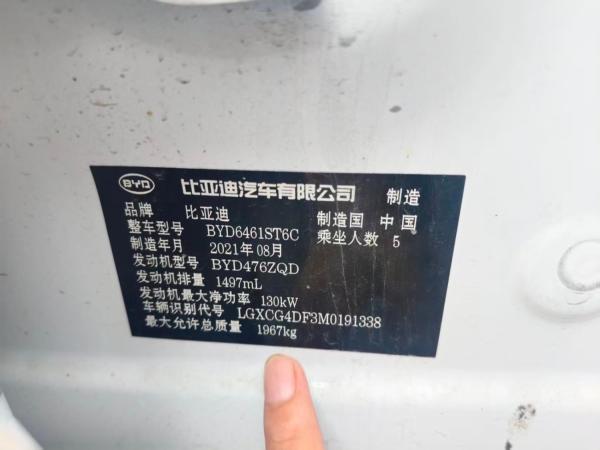 BYD 比亚迪汽车有限公司 制造
品牌 比亚迪 制造国 中国
整车型号 BYD6461ST6C 乘坐人数 5
制造年月 2021年08月
发动机型号 BYD476ZQD
发动机排量 1497mL
发动机最大净功率 130kW
车辆识别代号 LGXCG4DF3M0191338
最大允许总质量 1967kg